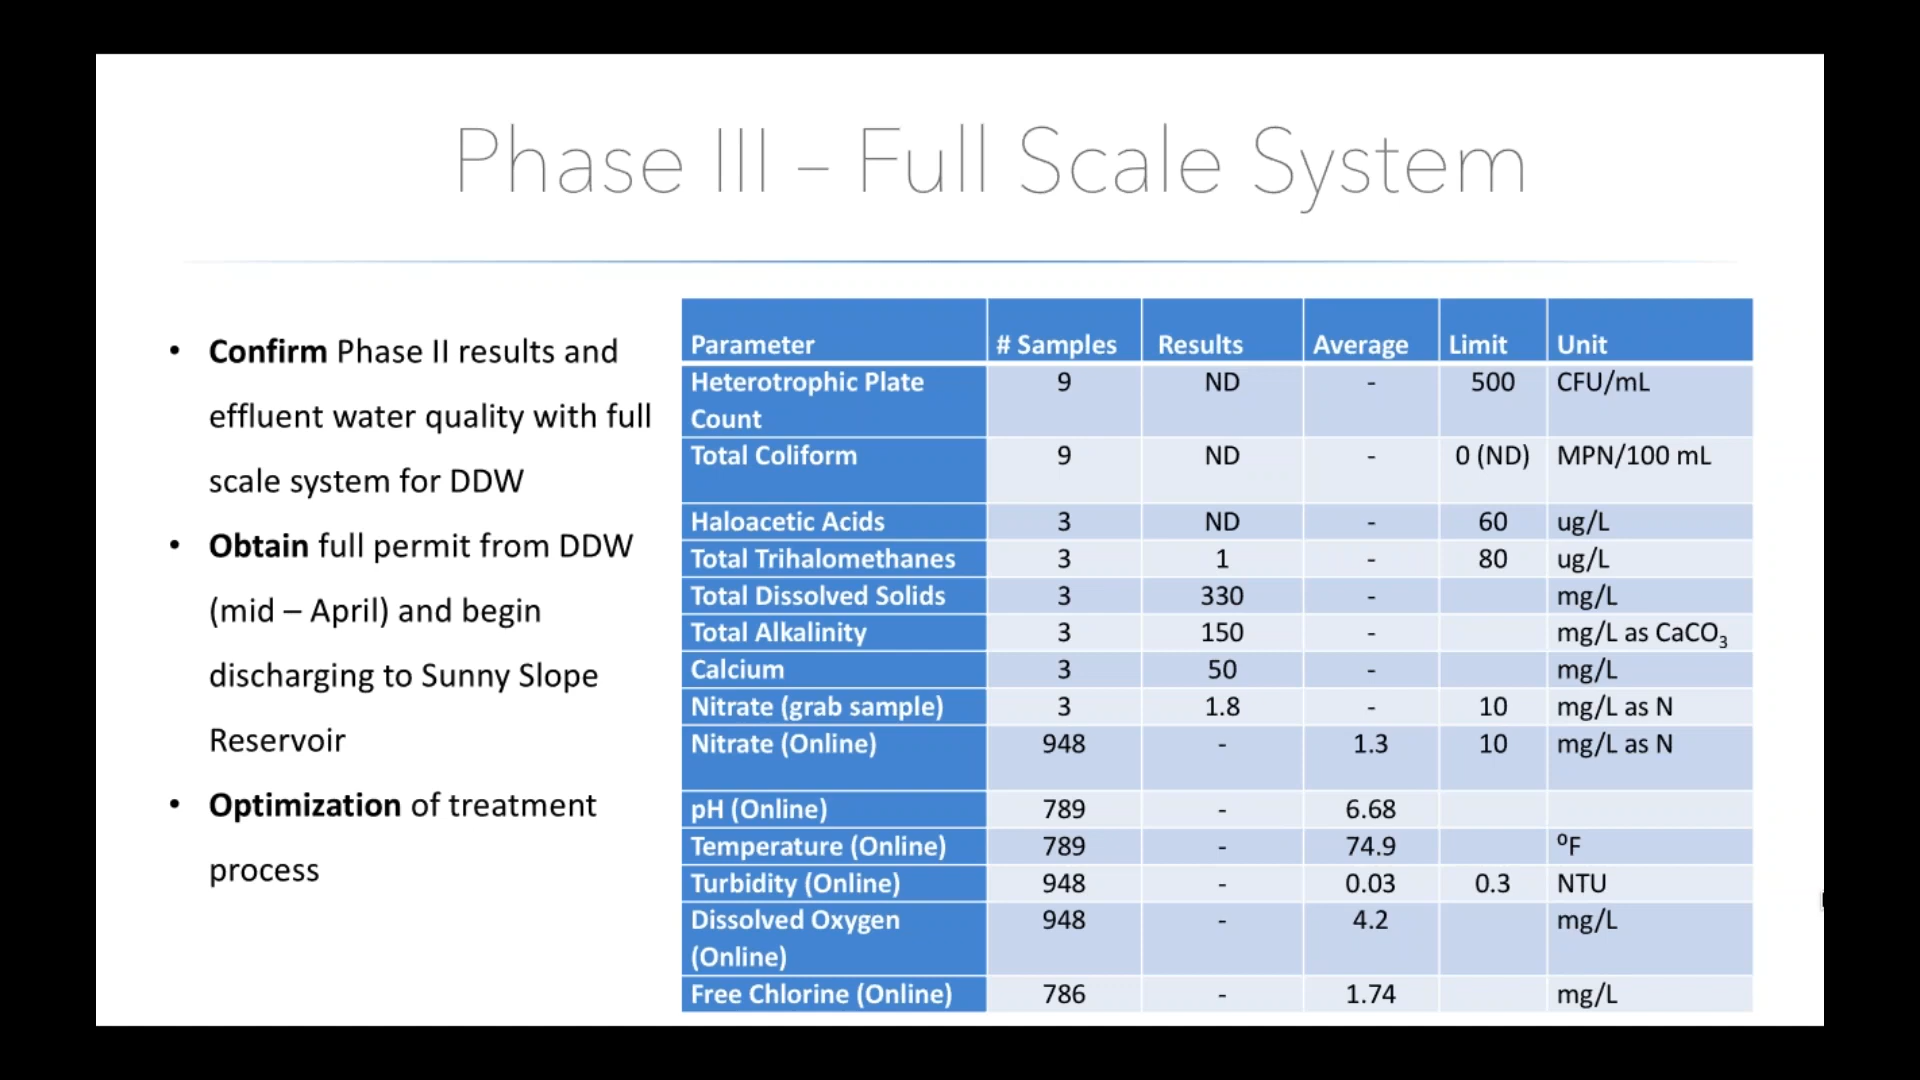 Phase III – Full Scale System
• Confirm Phase II results and
effluent water quality with full
scale system for DDW
• Obtain full permit from DDW
(mid – April) and begin
discharging to Sunny Slope
Reservoir
• Optimization of treatment
process
Parameter # Samples Results Average Limit Unit
Heterotrophic Plate 9 ND - 500 CFU/mL
Count
Total Coliform 9 ND - 0 (ND) MPN/100 mL
Haloacetic Acids 3 ND - 60 ug/L
Total Trihalomethanes 3 1 - 80 ug/L
Total Dissolved Solids 3 330 - mg/L
Total Alkalinity 3 150 - mg/L as CaCO₃
Calcium 3 50 - mg/L
Nitrate (grab sample) 3 1.8 - 10 mg/L as N
Nitrate (Online) 948 - 1.3 10 mg/L as N
pH (Online) 789 - 6.68
Temperature (Online) 789 - 74.9 ⁰F
Turbidity (Online) 948 - 0.03 0.3 NTU
Dissolved Oxygen 948 - 4.2 mg/L
(Online)
Free Chlorine (Online) 786 - 1.74 mg/L